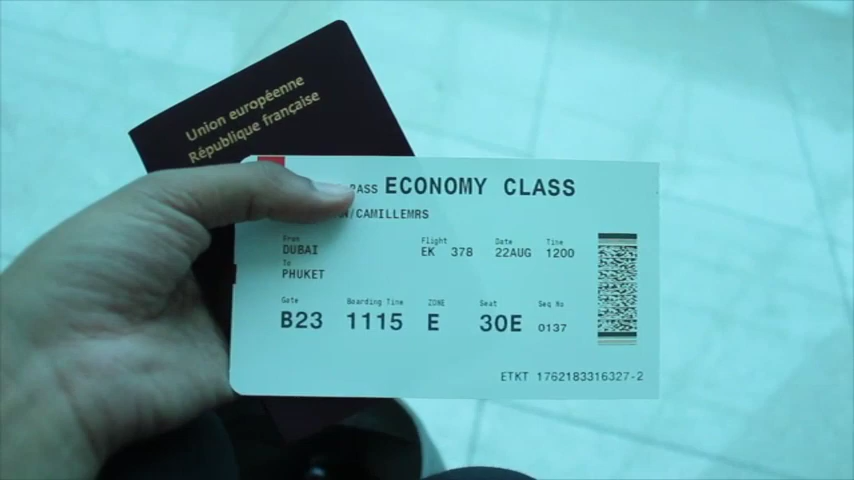 Union européenne
République française
PASS ECONOMY CLASS
N/CAMILLEMRS
From
DUBAI
Flight
EK 378
Date
22AUG
Time
1200
To
PHUKET
Gate
B23
Boarding Time
1115
ZONE
E
Seat
30E
Seq No
0137
ETKT 1762183316327-2